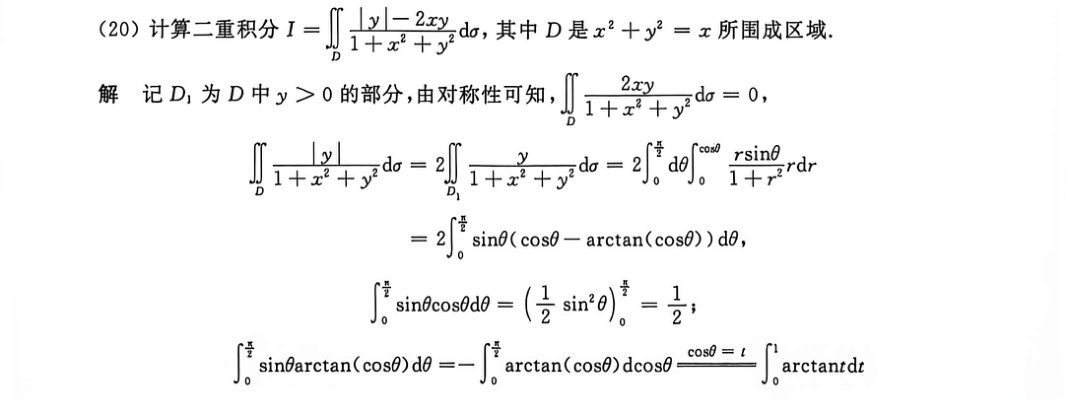 (20) 计算二重积分 I = ∬_D (|y| − 2xy)/(1 + x² + y²) dσ, 其中 D 是 x² + y² = x 所围成区域.
解 记 D₁ 为 D 中 y > 0 的部分,由对称性可知, ∬_D 2xy/(1 + x² + y²) dσ = 0,
∬_D |y|/(1 + x² + y²) dσ = 2∬_{D₁} y/(1 + x² + y²) dσ = 2∫_0^{π/2} dθ ∫_0^{cosθ} rsinθ/(1 + r²) rdr
= 2∫_0^{π/2} sinθ(cosθ − arctan(cosθ))dθ,
∫_0^{π/2} sinθcosθdθ = (1/2 sin²θ)_0^{π/2} = 1/2;
∫_0^{π/2} sinθarctan(cosθ)dθ =−∫_0^{π/2} arctan(cosθ)dcosθ =(cosθ = t)= ∫_0^1 arctantdt